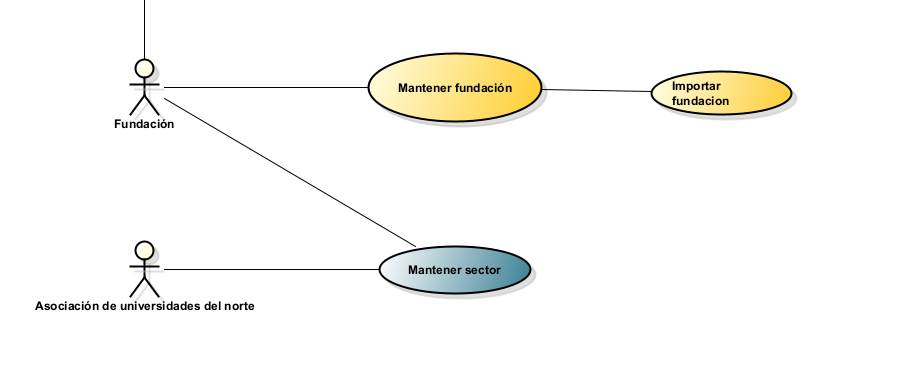 Mantener fundación
Importar
fundacion
Fundación
Mantener sector
Asociación de universidades del norte